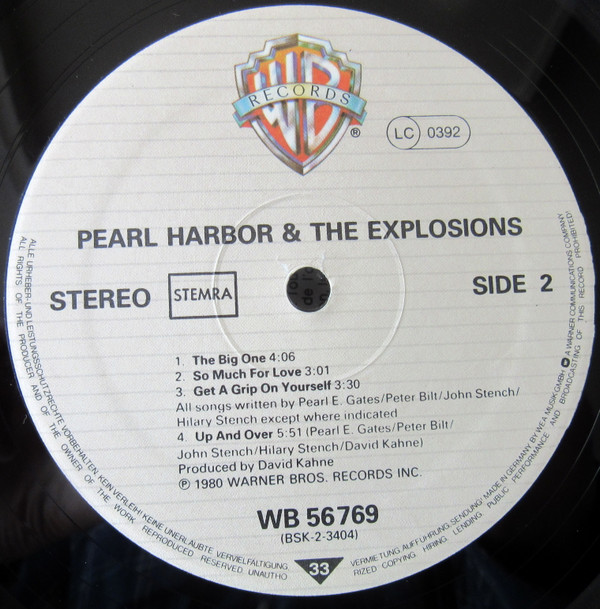 WB
RECORDS
®
LC 0392
PEARL HARBOR & THE EXPLOSIONS
STEREO STEMRA SIDE 2
1. The Big One 4:06
2. So Much For Love 3:01
3. Get A Grip On Yourself 3:30
All songs written by Pearl E. Gates/Peter Bilt/John Stench/
Hilary Stench except where indicated
4. Up And Over 5:51 (Pearl E. Gates/Peter Bilt/
John Stench/Hilary Stench/David Kahne)
Produced by David Kahne
℗ 1980 WARNER BROS. RECORDS INC.
WB 56 769
(BSK-2-3404)
33
ALLE URHEBER- UND LEISTUNGSSCHUTZRECHTE VORBEHALTEN. KEIN VERLEIH! KEINE UNERLAUBTE VERVIELFÄLTIGUNG, VERMIETUNG, AUFFÜHRUNG, SENDUNG! MADE IN GERMANY BY WEA MUSIK GMBH A WARNER COMMUNICATIONS COMPANY
ALL RIGHTS OF THE PRODUCER AND OF THE OWNER OF THE WORK REPRODUCED RESERVED. UNAUTHORIZED COPYING, HIRING, LENDING, PUBLIC PERFORMANCE AND BROADCASTING OF THIS RECORD PROHIBITED!